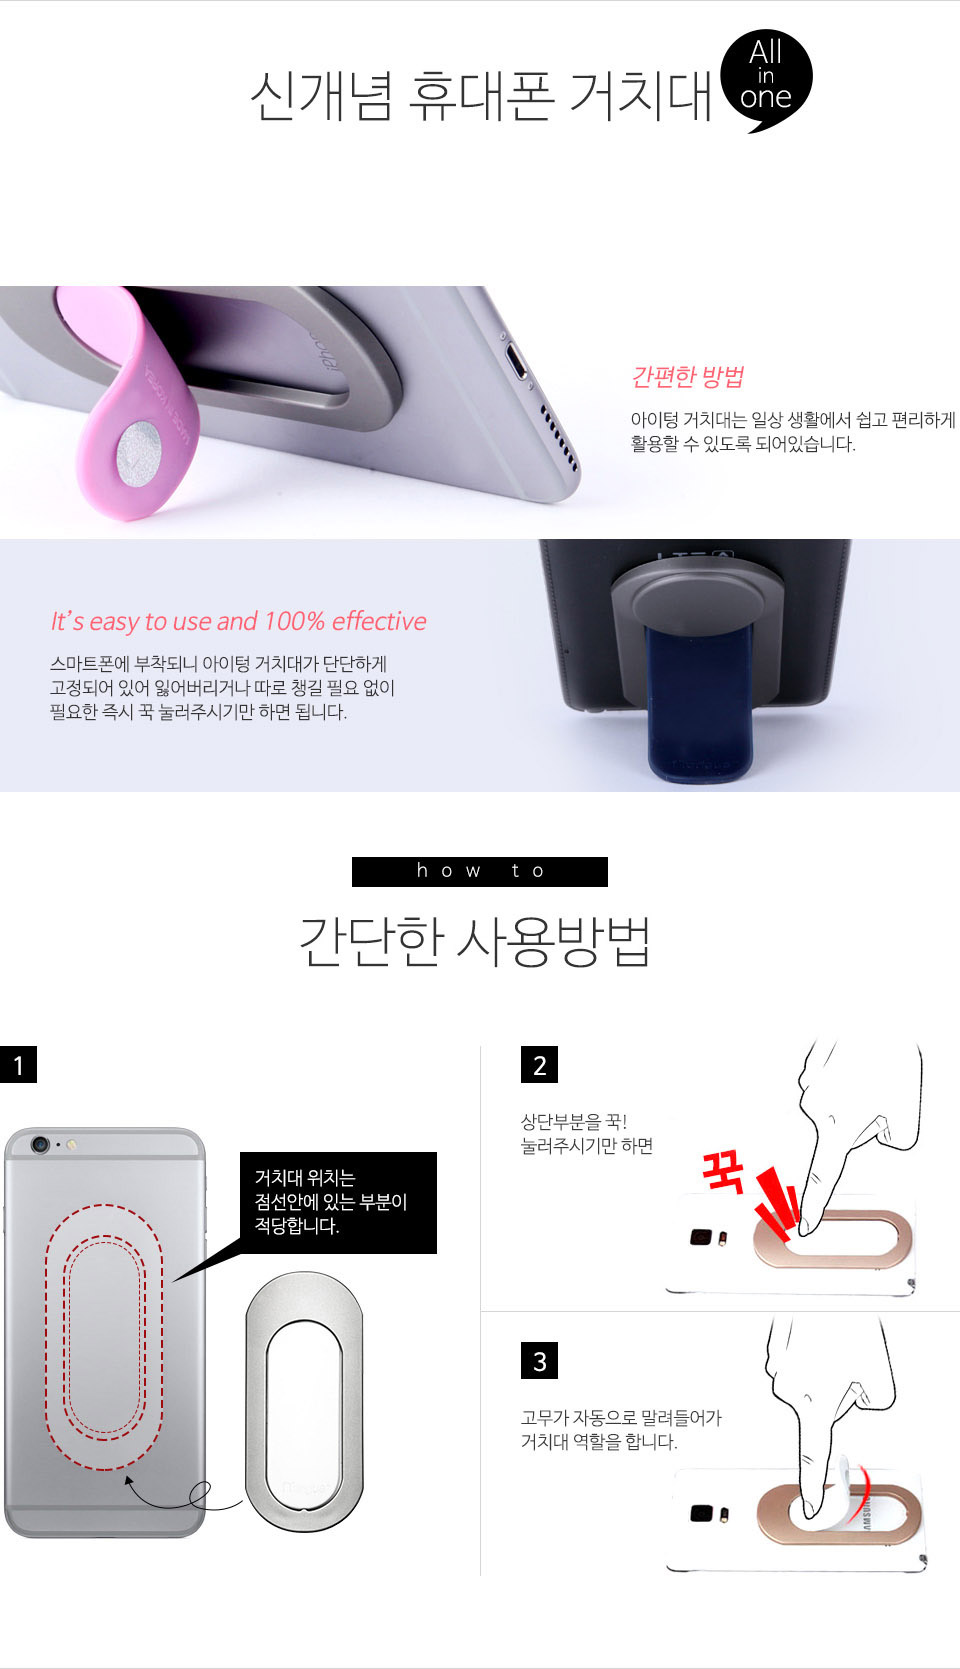 신개념 휴대폰 거치대
All
in
one
간편한 방법
아이텅 거치대는 일상 생활에서 쉽고 편리하게
활용할 수 있도록 되어있습니다.
It's easy to use and 100% effective
스마트폰에 부착되니 아이텅 거치대가 단단하게
고정되어 있어 잃어버리거나 따로 챙길 필요 없이
필요한 즉시 꾹 눌러주시기만 하면 됩니다.
how to
간단한 사용방법
1
거치대 위치는
점선안에 있는 부분이
적당합니다.
2
상단부분을 꾹!
눌러주시기만 하면
꾹
3
고무가 자동으로 말려들어가
거치대 역할을 합니다.